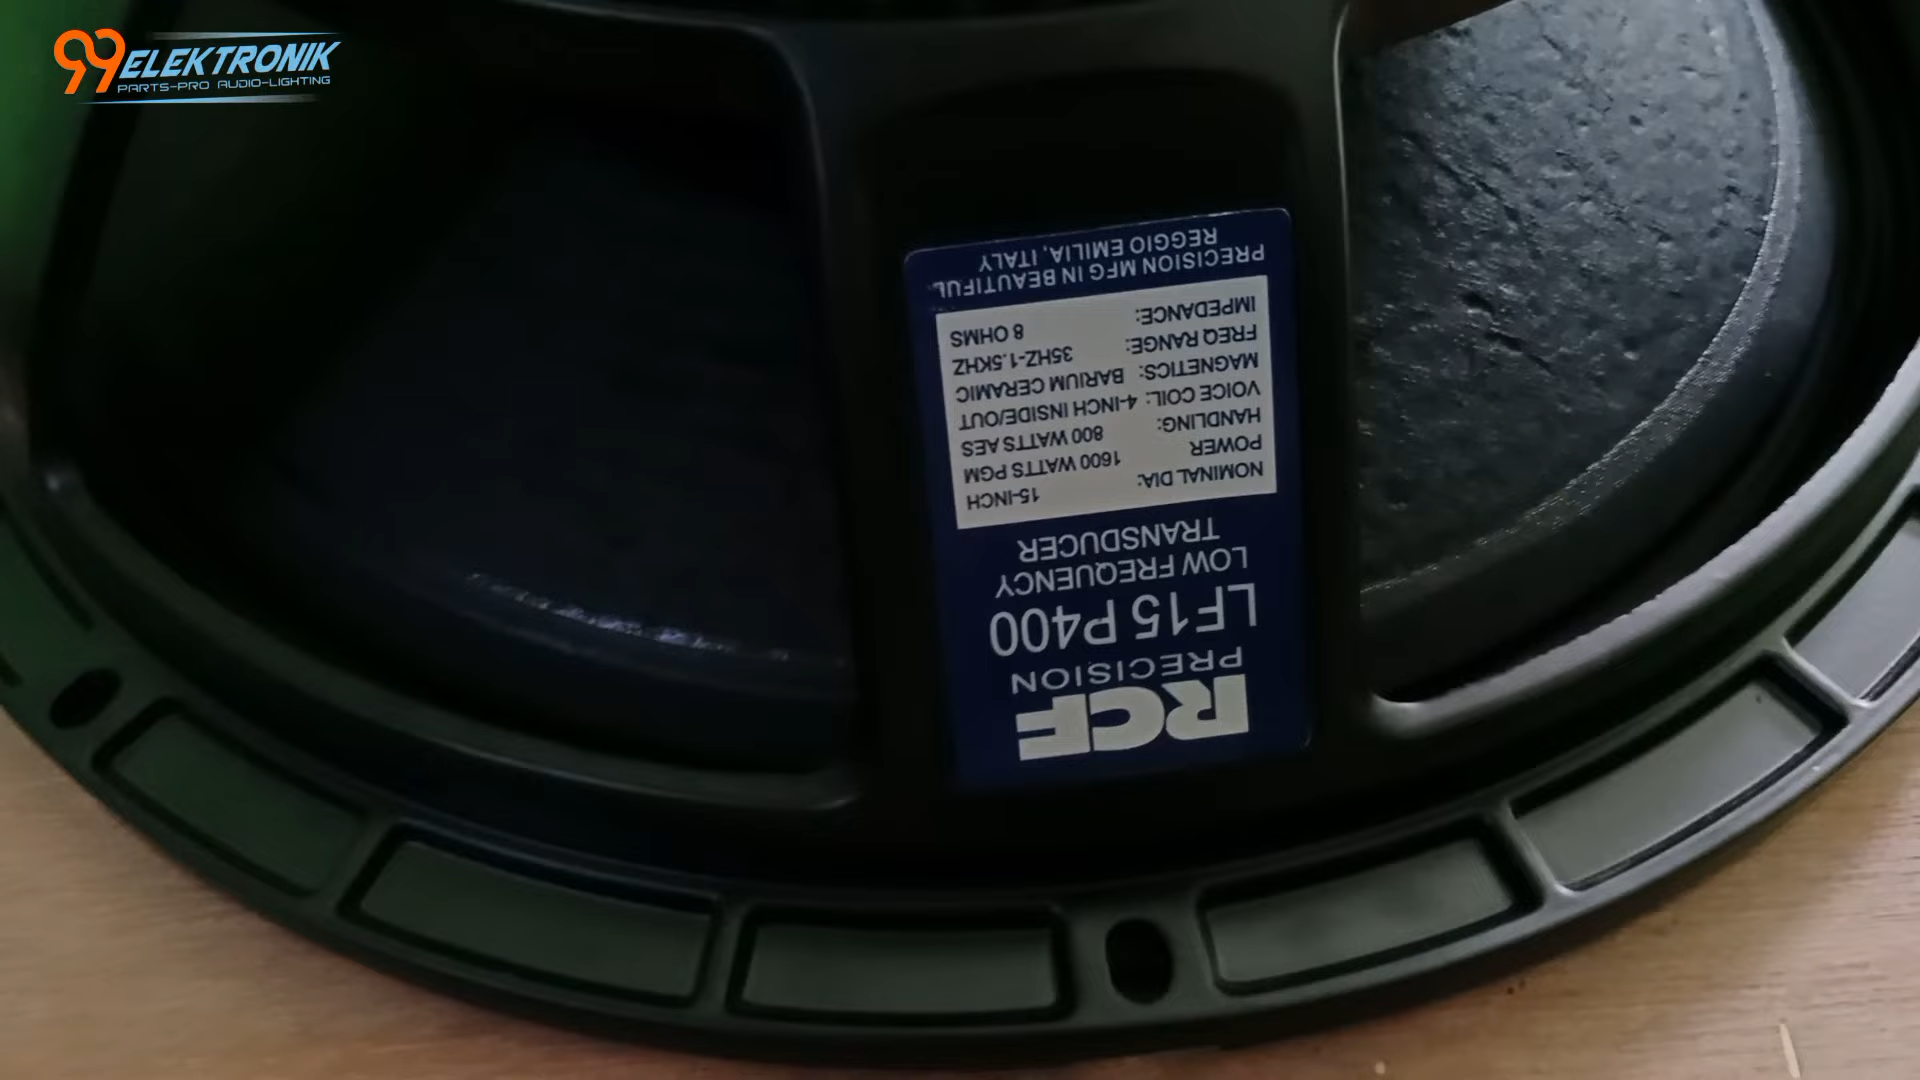 99 ELEKTRONIK
PARTS-PRO AUDIO-LIGHTING
RCF
PRECISION
LF15 P400
LOW FREQUENCY
TRANSDUCER
NOMINAL DIA: 15-INCH
POWER 1600 WATTS PGM
HANDLING: 800 WATTS AES
VOICE COIL: 4-INCH INSIDE/OUT
MAGNETICS: BARIUM CERAMIC
FREQ RANGE: 35HZ-1.5KHZ
IMPEDANCE: 8 OHMS
PRECISION MFG IN BEAUTIFUL
REGGIO EMILIA, ITALY